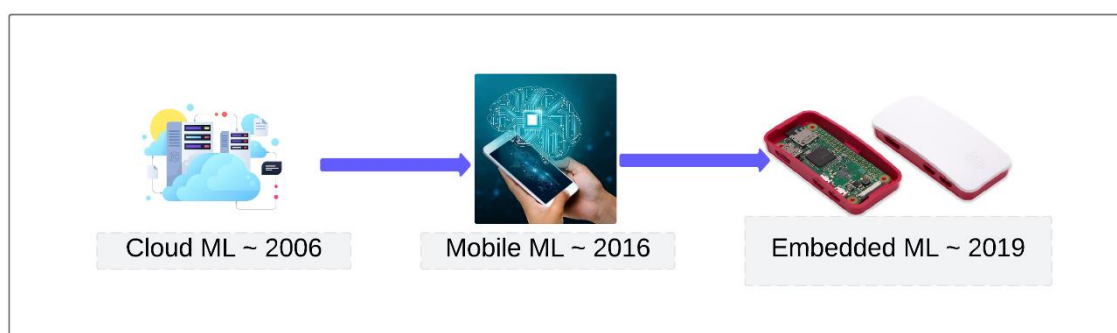 Cloud ML ~ 2006
Mobile ML ~ 2016
Embedded ML ~ 2019